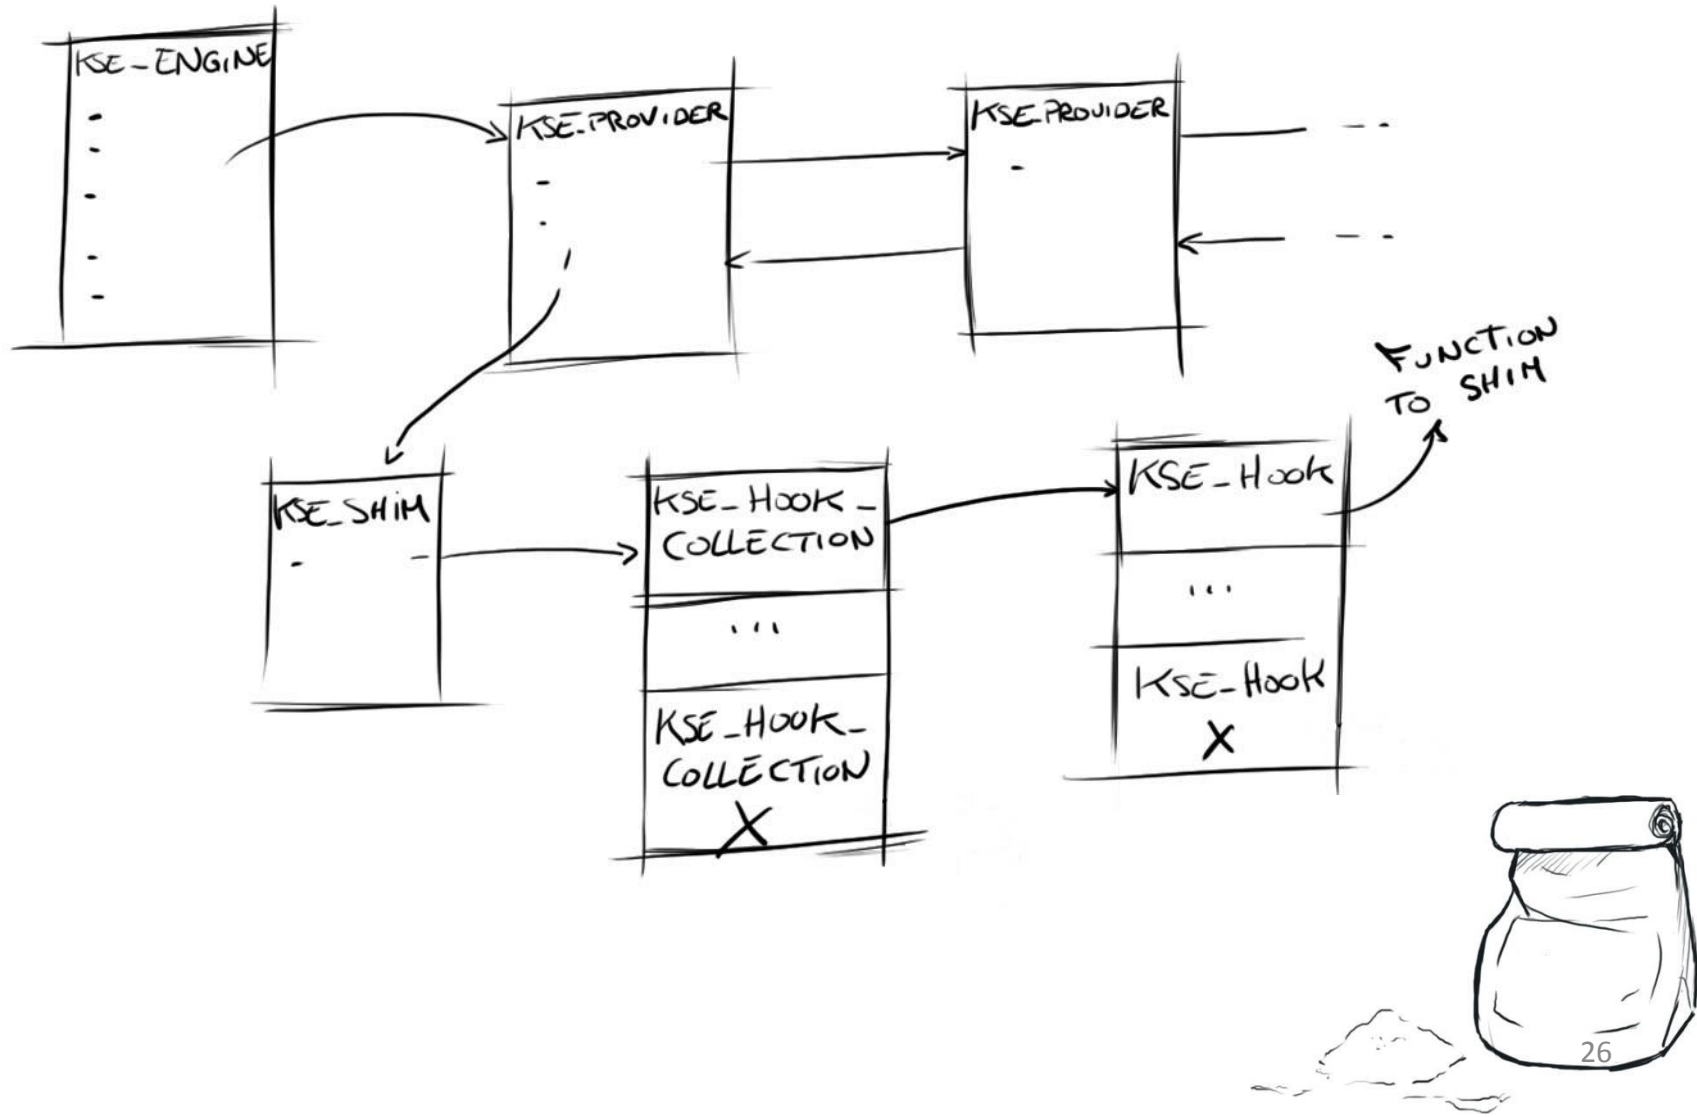 KSE_ENGINE
KSE_PROVIDER
KSE_PROVIDER
FUNCTION
TO SHIM
KSE_SHIM
KSE_HOOK_
COLLECTION
...
KSE_HOOK_
COLLECTION
X
KSE_HOOK
...
KSE_HOOK
X
26